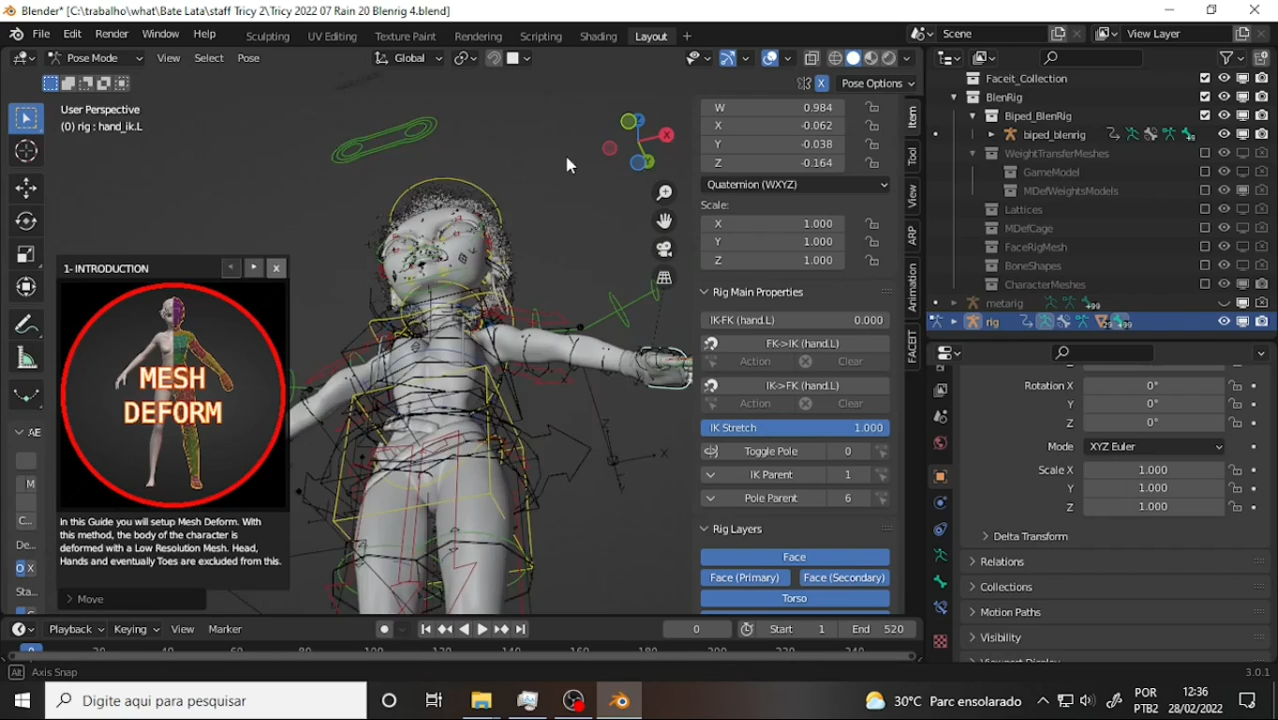 Blender* [C:\trabalho\what\Bate Lata\staff Tricy 2\Tricy 2022 07 Rain 20 Blenrig 4.blend]
File Edit Render Window Help Sculpting UV Editing Texture Paint Rendering Scripting Shading Layout + Scene View Layer
Pose Mode View Select Pose Global
X Pose Options
User Perspective
(0) rig : hand_ik.L
W 0.984
X -0.062
Y -0.038
Z -0.164
Quaternion (WXYZ)
Scale:
X 1.000
Y 1.000
Z 1.000
Rig Main Properties
IK-FK (hand.L) 0.000
FK->IK (hand.L)
Action Clear
IK->FK (hand.L)
Action Clear
IK Stretch 1.000
Toggle Pole 0
IK Parent 1
Pole Parent 6
Rig Layers
Face
Face (Primary) Face (Secondary)
Torso
Item
Tool
View
ARP
Animation
FACEIT
1- INTRODUCTION
MESH
DEFORM
In this Guide you will setup Mesh Deform. With
this method, the body of the character is
deformed with a Low Resolution Mesh. Head,
Hands and eventually Toes are excluded from this.
AE
M
C...
De...
O X
Sta...
Move
X
Z
Faceit_Collection
BlenRig
Biped_BlenRig
biped_blenrig
WeightTransferMeshes
GameModel
MDefWeightsModels
Lattices
MDefCage
FaceRigMesh
BoneShapes
CharacterMeshes
metarig +99
rig +99
Rotation X 0°
Y 0°
Z 0°
Mode XYZ Euler
Scale X 1.000
Y 1.000
Z 1.000
Delta Transform
Relations
Collections
Motion Paths
Visibility
Viewport Display
Playback Keying View Marker 0 Start 1 End 520
Alt Axis Snap 3.0.1
Digite aqui para pesquisar
30°C Parc ensolarado
POR
PTB2
12:36
28/02/2022